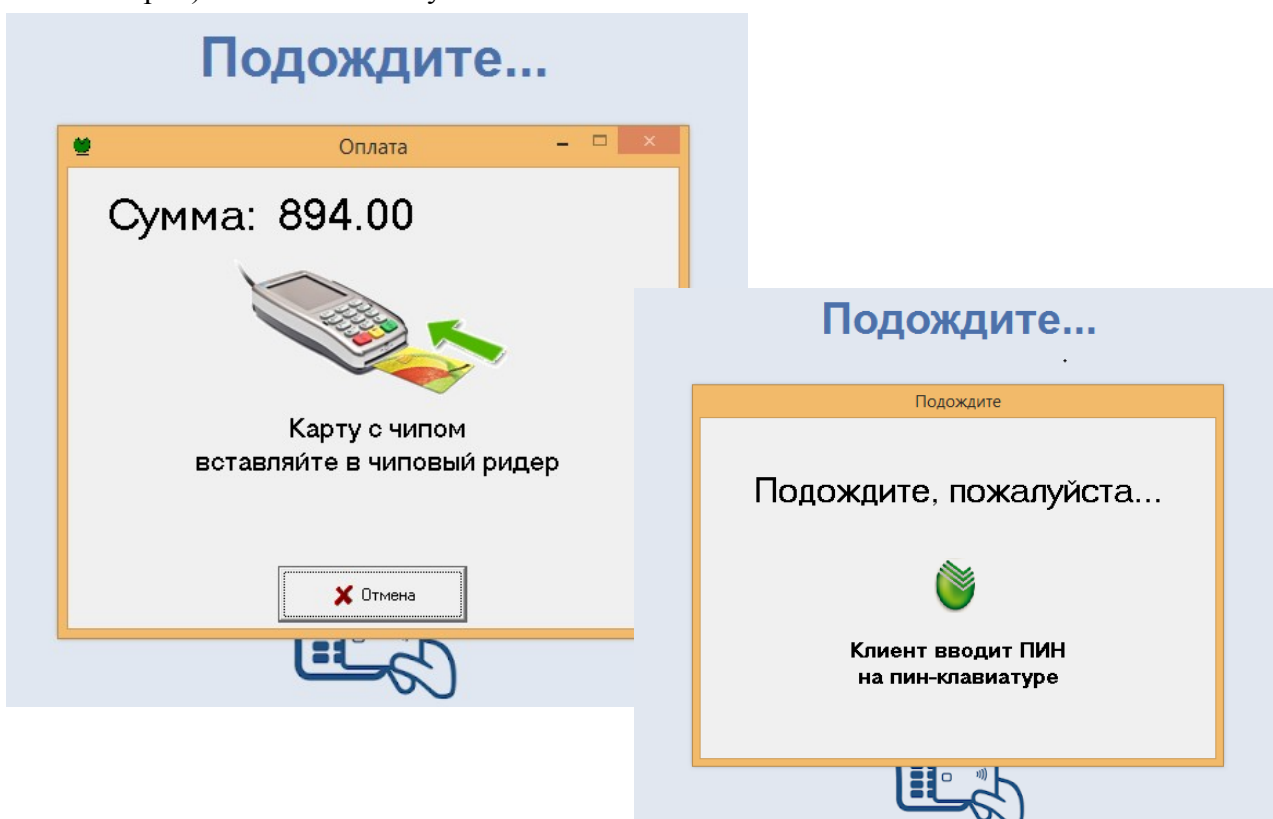 Подождите...
Оплата
Сумма: 894.00
Карту с чипом
вставляйте в чиповый ридер
Отмена
Подождите...
.
Подождите
Подождите, пожалуйста...
Клиент вводит ПИН
на пин-клавиатуре